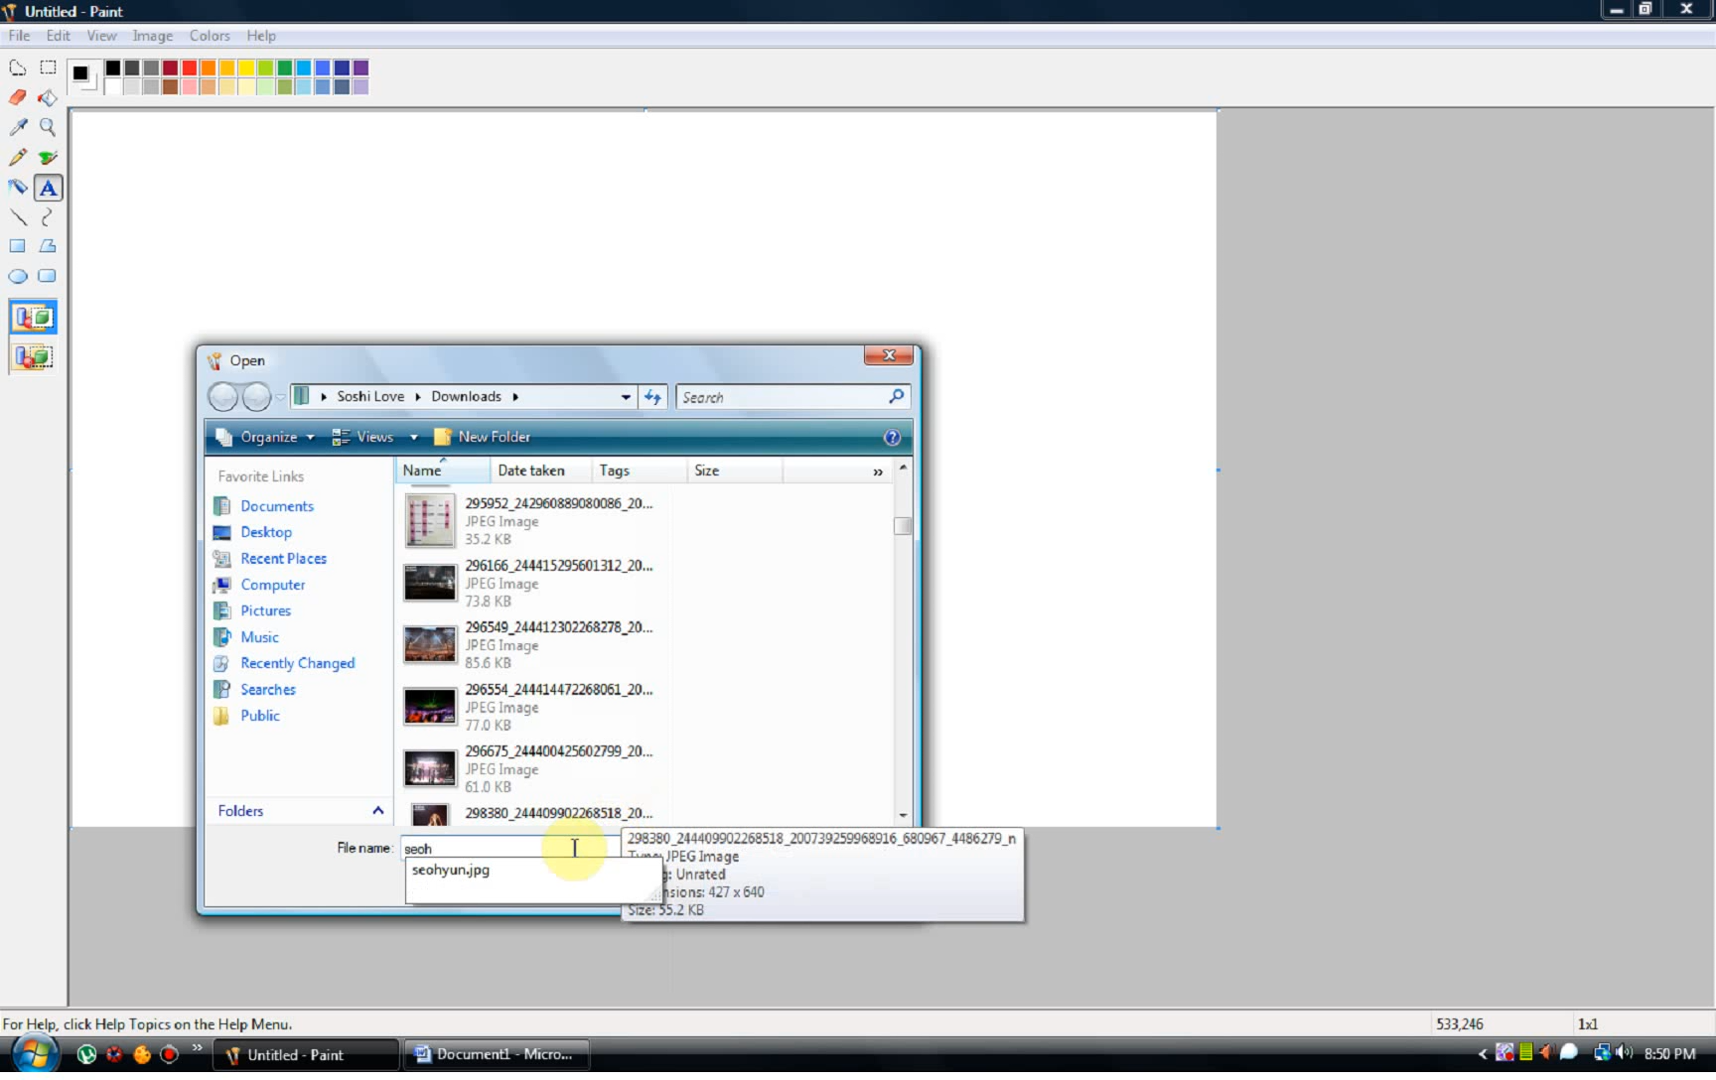 Untitled - Paint
File Edit View Image Colors Help
A
Open
Soshi Love Downloads
Search
Organize Views New Folder
Favorite Links
Documents
Desktop
Recent Places
Computer
Pictures
Music
Recently Changed
Searches
Public
Folders
Name Date taken Tags Size »
295952_242960889080086_20...
JPEG Image
35.2 KB
296166_244415295601312_20...
JPEG Image
73.8 KB
296549_244412302268278_20...
JPEG Image
85.6 KB
296554_244414472268061_20...
JPEG Image
77.0 KB
296675_244400425602799_20...
JPEG Image
61.0 KB
298380_244409902268518_20...
File name: seoh
seohyun.jpg
298380_244409902268518_200739259968916_680967_4486279_n
JPEG Image
: Unrated
nsions: 427 x 640
Size: 55.2 KB
For Help, click Help Topics on the Help Menu.
533,246 1x1
» Untitled - Paint Document1 - Micro... 8:50 PM